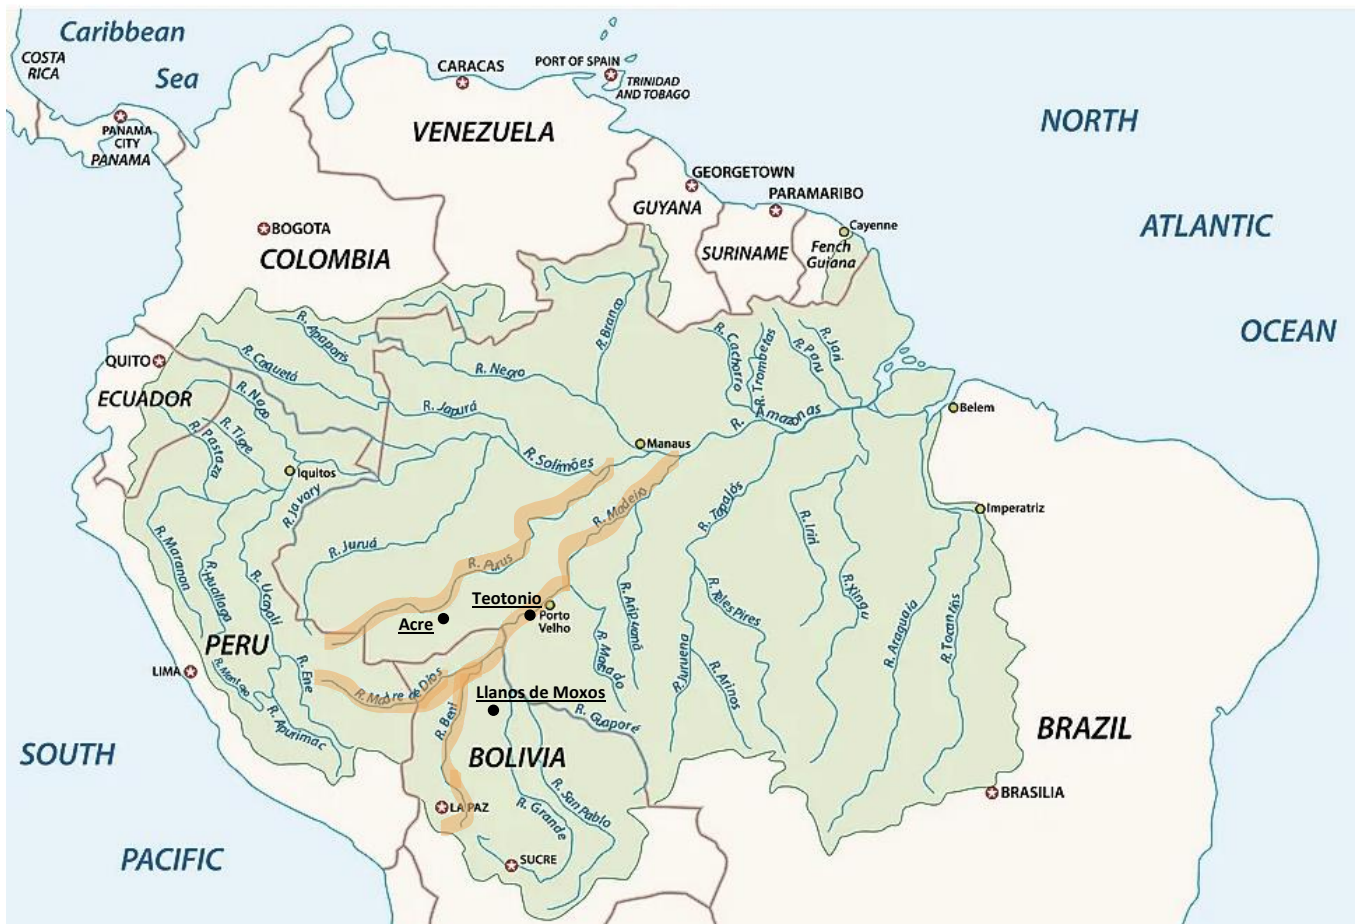 Caribbean
Sea
COSTA
RICA
PANAMA
CITY
PANAMA
CARACAS
PORT OF SPAIN
TRINIDAD
AND TOBAGO
VENEZUELA
NORTH
ATLANTIC
OCEAN
GEORGETOWN
PARAMARIBO
GUYANA
SURINAME
Cayenne
Fench
Guiana
BOGOTA
COLOMBIA
QUITO
ECUADOR
R. Apaporis
R. Caquetá
R. Napo
R. Tigre
R. Pastaza
Iquitos
R. Javary
R. Negro
R. Branco
R. Japurá
R. Solimões
Manaus
R. Cachorro
R. Trombetas
R. Paru
R. Jari
R. Amazonas
Belem
Imperatriz
R. Madeira
R. Tapajós
R. Iriri
R. Xingu
R. Juruá
R. Purus
R. Maranon
R. Huallaga
R. Ucayali
Teotonio
Acre
Porto
Velho
R. Aripuanã
R. Teles Pires
R. Juruena
R. Arinos
R. Araguaia
R. Tocantins
PERU
LIMA
R. Ene
R. Apurimac
R. Madre de Dios
R. Beni
Llanos de Moxos
R. Guaporé
BOLIVIA
R. Grande
R. San Pablo
LA PAZ
SUCRE
BRAZIL
BRASILIA
SOUTH
PACIFIC